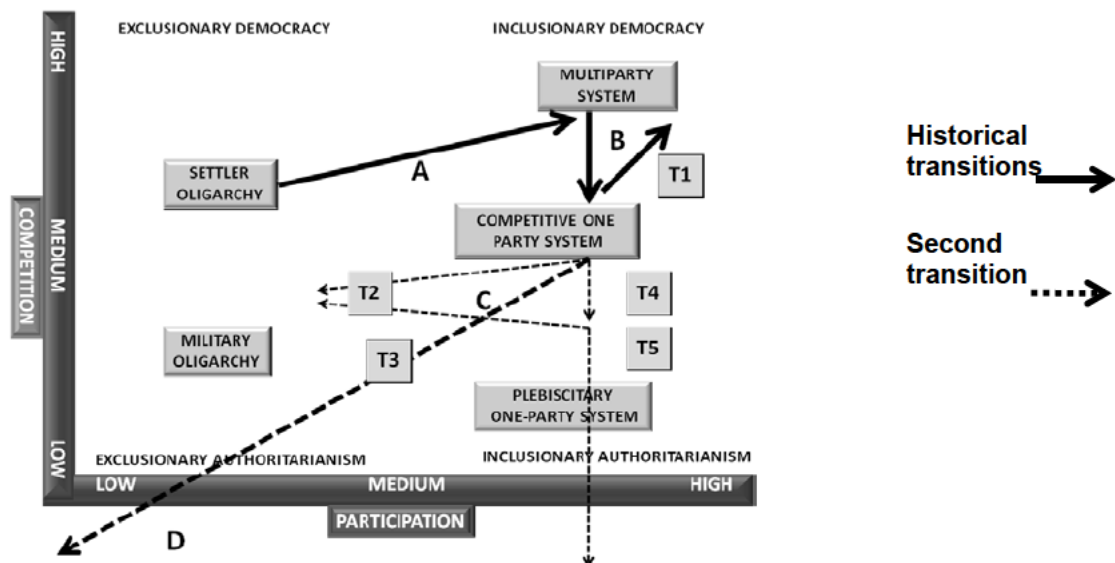 EXCLUSIONARY DEMOCRACY
INCLUSIONARY DEMOCRACY
HIGH
MULTIPARTY
SYSTEM
B
A
T1
SETTLER
OLIGARCHY
Historical
transitions
COMPETITION
MEDIUM
COMPETITIVE ONE
PARTY SYSTEM
Second
transition
T2
C
T4
MILITARY
OLIGARCHY
T3
T5
PLEBISCITARY
ONE-PARTY SYSTEM
LOW
EXCLUSIONARY AUTHORITARIANISM
INCLUSIONARY AUTHORITARIANISM
LOW
MEDIUM
HIGH
PARTICIPATION
D